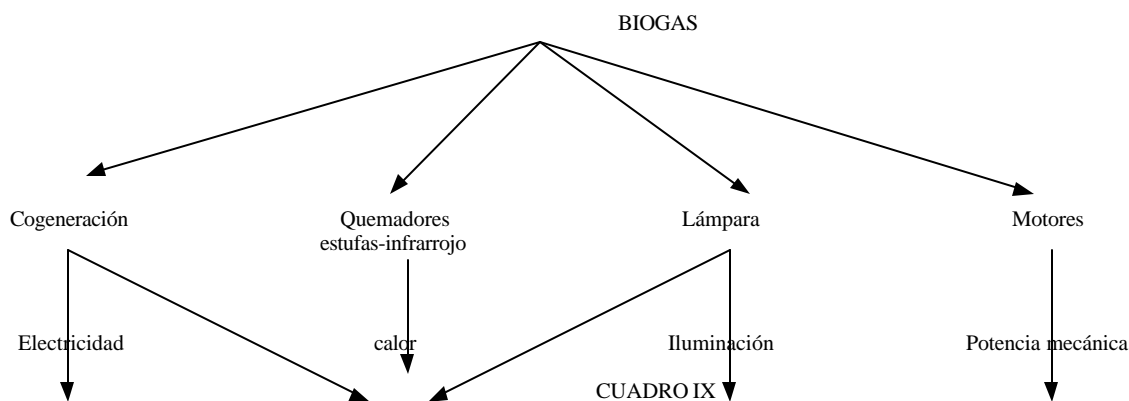 BIOGAS
Cogeneración
Quemadores
estufas-infrarrojo
Lámpara
Motores
Electricidad
calor
Iluminación
Potencia mecánica
CUADRO IX